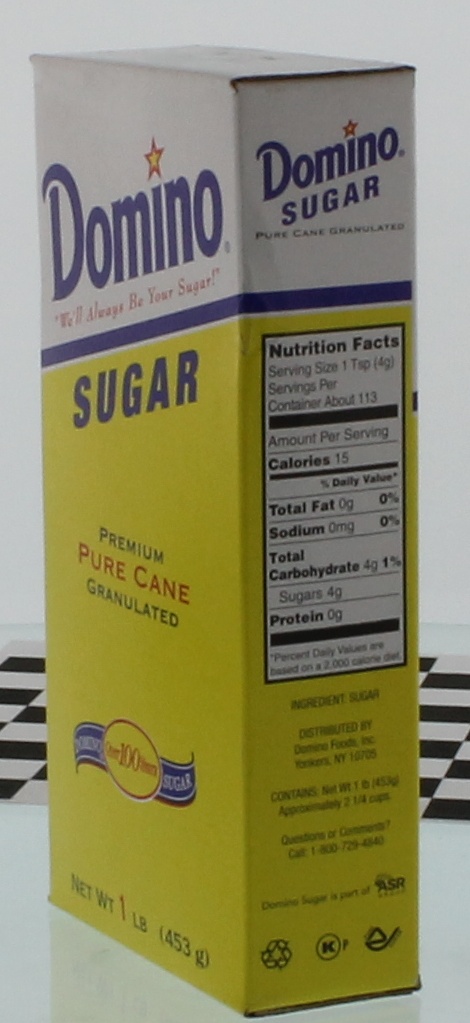 Domino
"We'll Always Be Your Sugar!"
SUGAR
PREMIUM
PURE CANE
GRANULATED
DOMINO Over 100 Years SUGAR
NET WT 1 LB (453 g)
Domino
SUGAR
PURE CANE GRANULATED
Nutrition Facts
Serving Size 1 Tsp (4g)
Servings Per
Container About 113
Amount Per Serving
Calories 15
% Daily Value*
Total Fat 0g 0%
Sodium 0mg 0%
Total
Carbohydrate 4g 1%
Sugars 4g
Protein 0g
*Percent Daily Values are
based on a 2,000 calorie diet.
INGREDIENT: SUGAR
DISTRIBUTED BY
Domino Foods, Inc.
Yonkers, NY 10705
CONTAINS: Net Wt 1 lb (453g)
Approximately 2 1/4 cups.
Questions or Comments?
Call: 1-800-729-4840
Domino Sugar is part of ASR
GROUP
K P